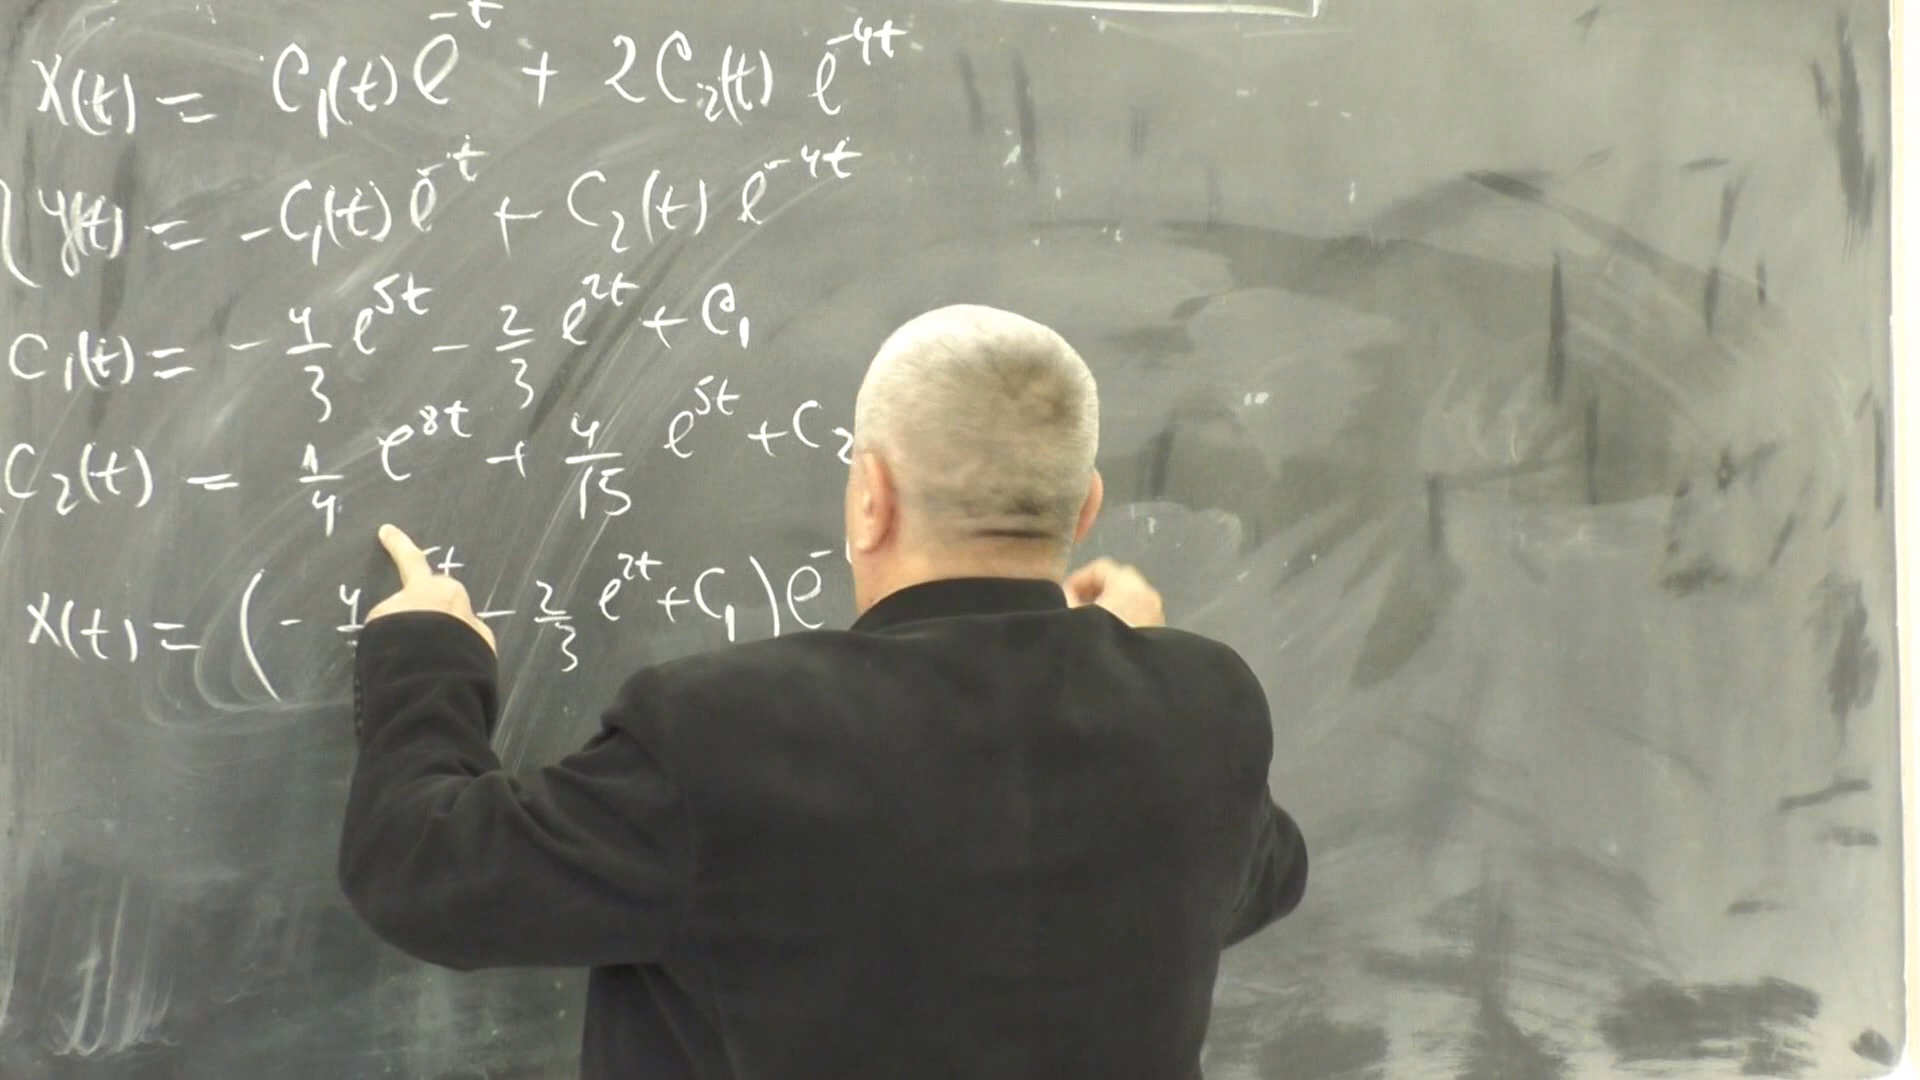 X(t) = C₁(t) e^{-t} + 2C₂(t) e^{-4t}
y(t) = -C₁(t) e^{-t} + C₂(t) e^{-4t}
C₁(t) = - 4/3 e^{5t} - 2/3 e^{2t} + C₁
C₂(t) = 1/4 e^{8t} + 4/15 e^{5t} + C₂
X(t) = (- 4 t - 2/3 e^{2t} + C₁) e^{-